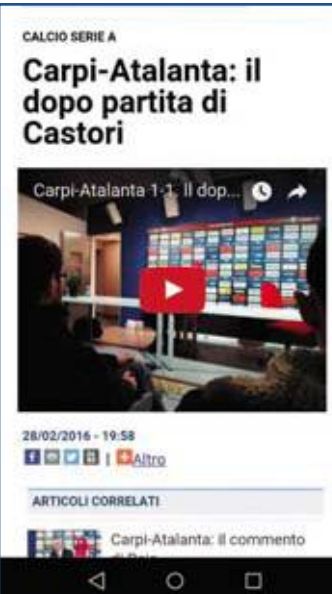 CALCIO SERIE A
Carpi-Atalanta: il
dopo partita di
Castori
Carpi-Atalanta 1-1: Il dop...
28/02/2016 - 19:58
| Altro
ARTICOLI CORRELATI
Carpi-Atalanta: il commento